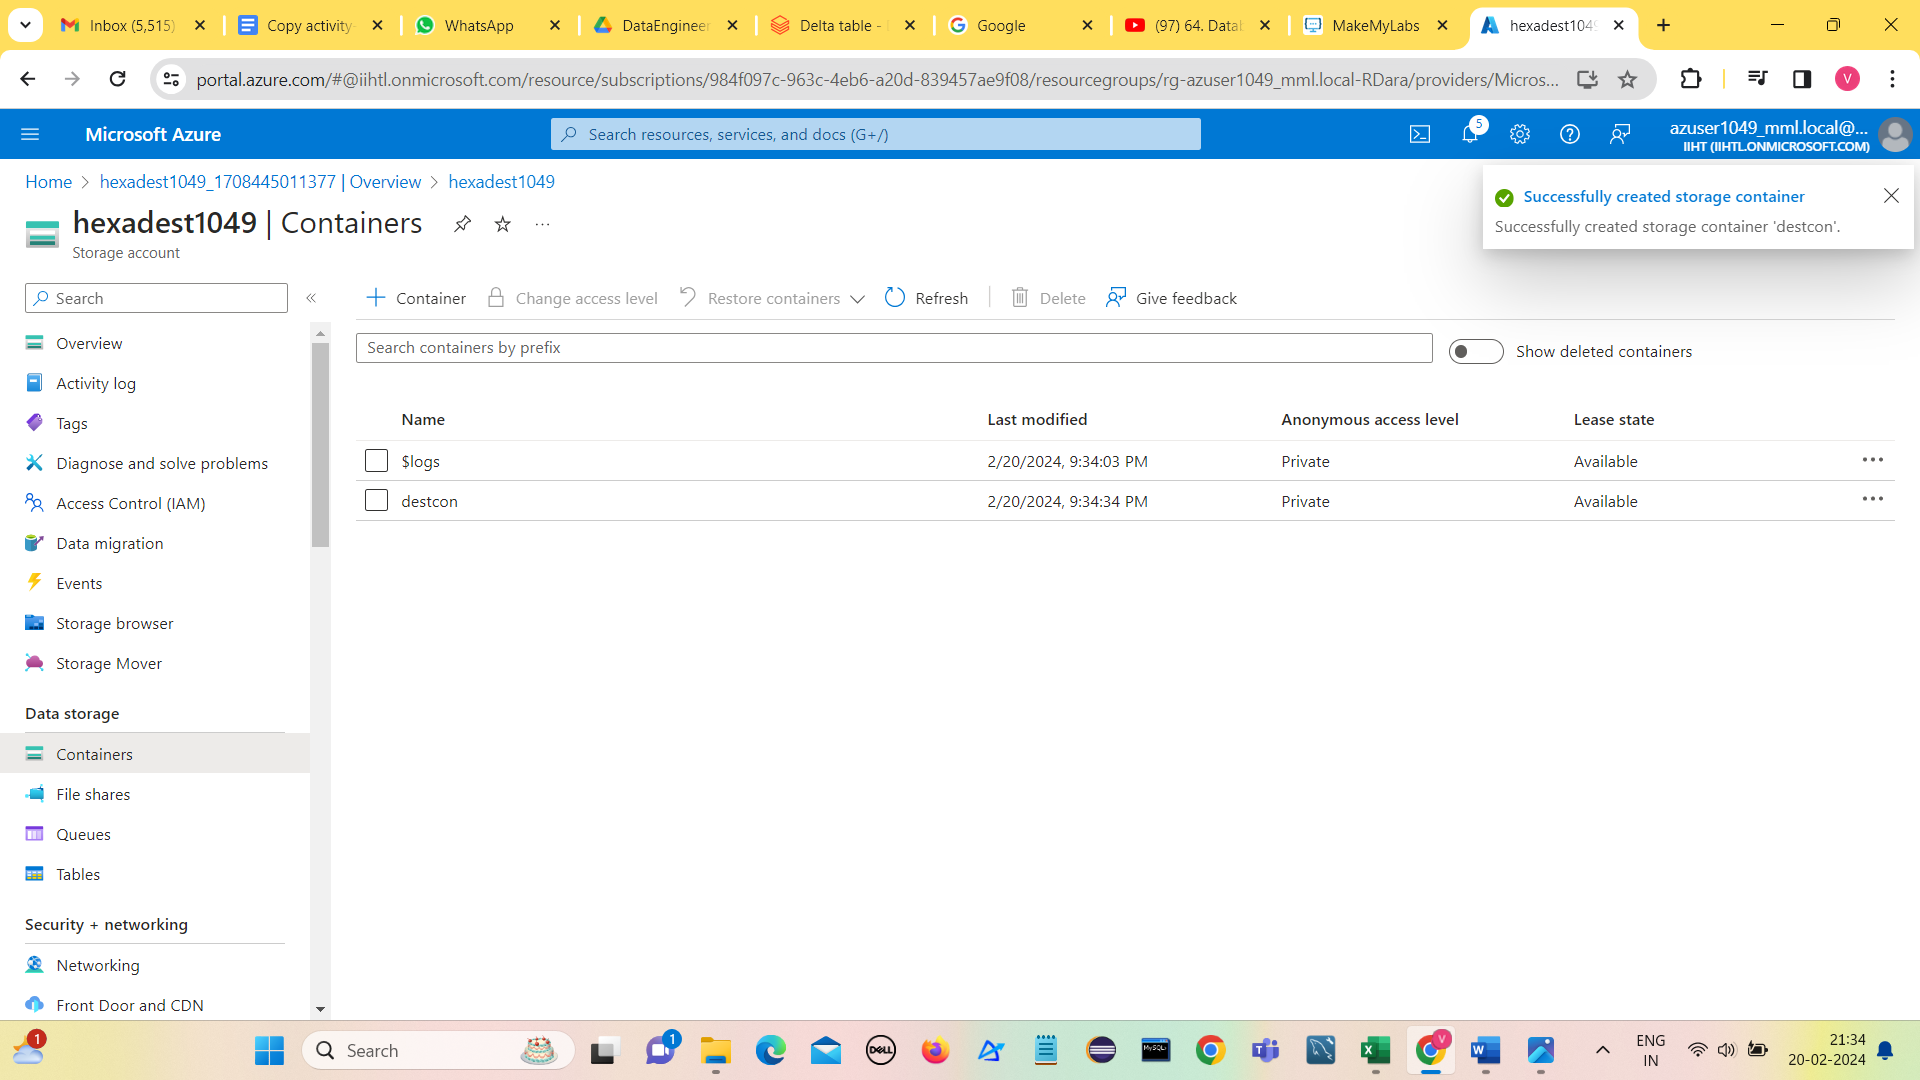 Inbox (5,515)
Copy activity
WhatsApp
DataEngineer
Delta table -
Google
(97) 64. Datab
MakeMyLabs
hexadest1049
portal.azure.com/#@iihtl.onmicrosoft.com/resource/subscriptions/984f097c-963c-4eb6-a20d-839457ae9f08/resourcegroups/rg-azuser1049_mml.local-RDara/providers/Micros...
V
Microsoft Azure
Search resources, services, and docs (G+/)
5
azuser1049_mml.local@...
IIHT (IIHTL.ONMICROSOFT.COM)
Home > hexadest1049_1708445011377 | Overview > hexadest1049
hexadest1049 | Containers
Storage account
Successfully created storage container
Successfully created storage container 'destcon'.
Search
Container
Change access level
Restore containers
Refresh
Delete
Give feedback
Search containers by prefix
Show deleted containers
Name Last modified Anonymous access level Lease state
$logs 2/20/2024, 9:34:03 PM Private Available
destcon 2/20/2024, 9:34:34 PM Private Available
Overview
Activity log
Tags
Diagnose and solve problems
Access Control (IAM)
Data migration
Events
Storage browser
Storage Mover
Data storage
Containers
File shares
Queues
Tables
Security + networking
Networking
Front Door and CDN
1
Search
1
DELL
MySQL
V
ENG
IN
21:34
20-02-2024